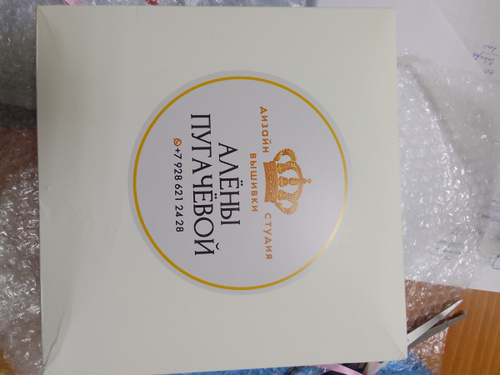 дизайн студия
вышивки
АЛЁНЫ
ПУГАЧЁВОЙ
+7 928 621 24 28